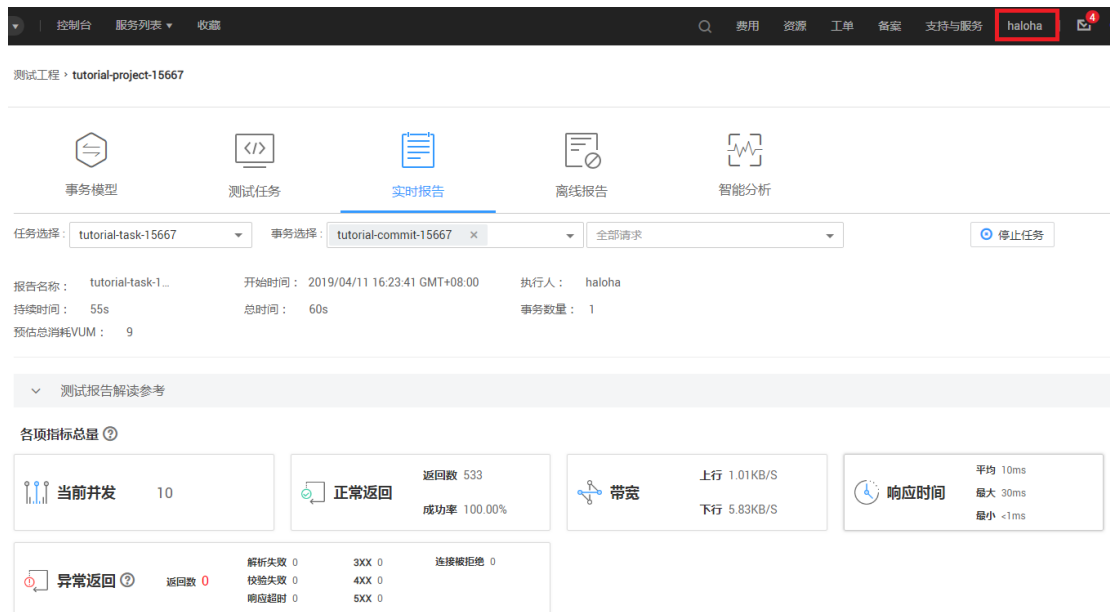 控制台 服务列表 收藏 费用 资源 工单 备案 支持与服务 haloha 4
测试工程 › tutorial-project-15667
事务模型 测试任务 实时报告 离线报告 智能分析
任务选择 : tutorial-task-15667 事务选择 : tutorial-commit-15667 × 全部请求 停止任务
报告名称 : tutorial-task-1... 开始时间 : 2019/04/11 16:23:41 GMT+08:00 执行人 : haloha
持续时间 : 55s 总时间 : 60s 事务数量 : 1
预估总消耗VUM : 9
测试报告解读参考
各项指标总量 ?
当前并发 10
正常返回 返回数 533
成功率 100.00%
带宽 上行 1.01KB/S
下行 5.83KB/S
响应时间 平均 10ms
最大 30ms
最小 <1ms
异常返回 ? 返回数 0
解析失败 0 3XX 0 连接被拒绝 0
校验失败 0 4XX 0
响应超时 0 5XX 0